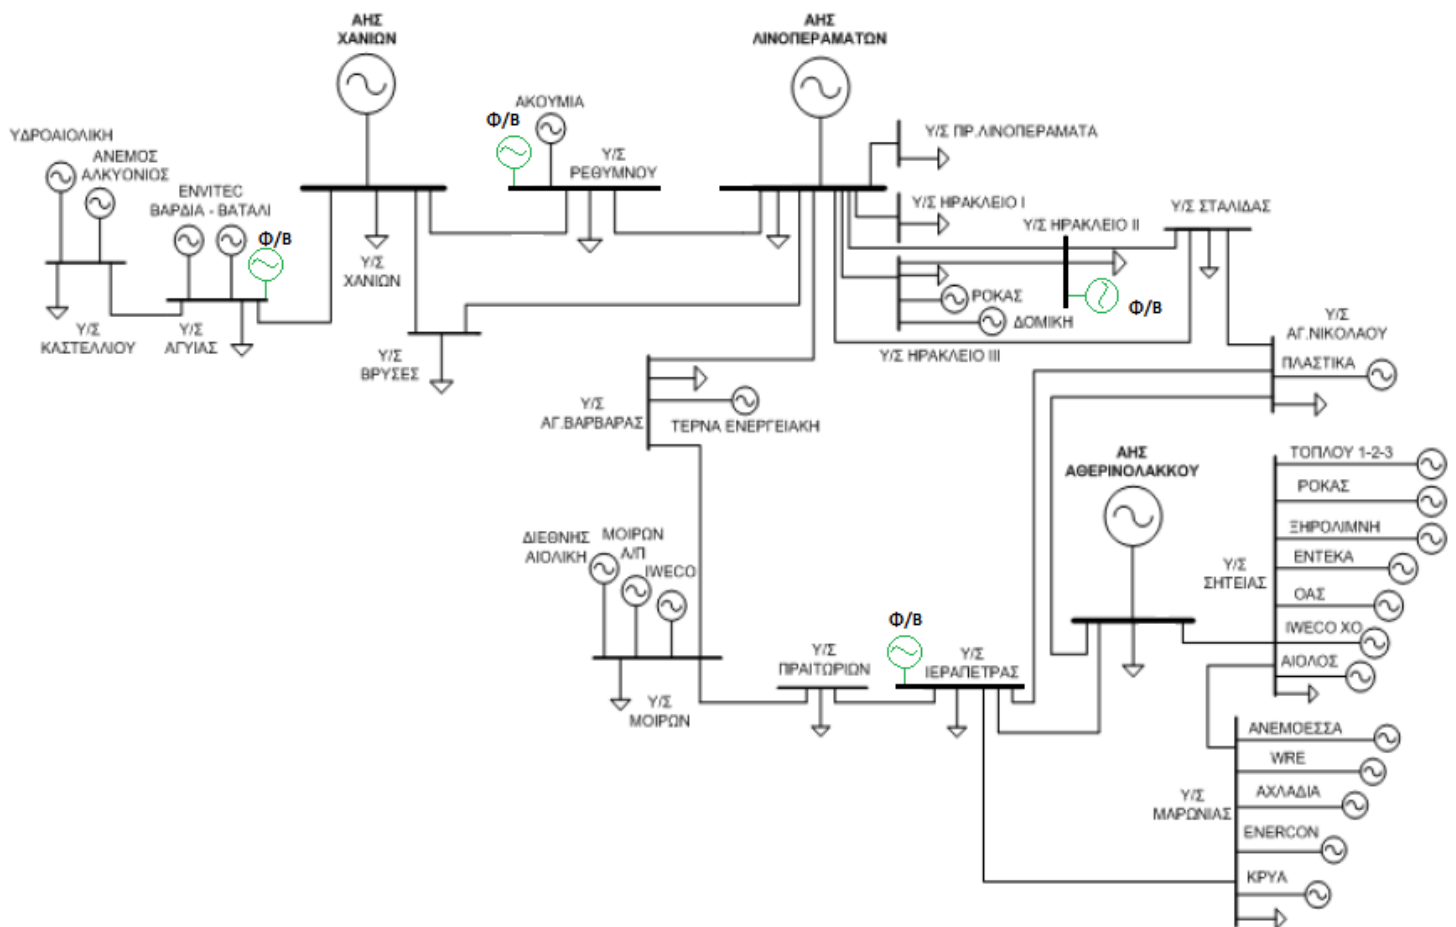 ΑΗΣ
ΧΑΝΙΩΝ
ΑΗΣ
ΛΙΝΟΠΕΡΑΜΑΤΩΝ
ΥΔΡΟΑΙΟΛΙΚΗ
ΑΝΕΜΟΣ
ΑΛΚΥΟΝΙΟΣ
ENVITEC
ΒΑΡΔΙΑ - ΒΑΤΑΛΙ
Φ/Β
Φ/Β
ΑΚΟΥΜΙΑ
Υ/Σ
ΡΕΘΥΜΝΟΥ
Υ/Σ ΠΡ.ΛΙΝΟΠΕΡΑΜΑΤΑ
Υ/Σ ΗΡΑΚΛΕΙΟ Ι
Υ/Σ ΗΡΑΚΛΕΙΟ ΙΙ
Υ/Σ ΣΤΑΛΙΔΑΣ
Υ/Σ
ΧΑΝΙΩΝ
ΡΟΚΑΣ
ΔΟΜΙΚΗ
Φ/Β
Υ/Σ
ΚΑΣΤΕΛΛΙΟΥ
Υ/Σ
ΑΓΥΙΑΣ
Υ/Σ
ΒΡΥΣΕΣ
Υ/Σ ΗΡΑΚΛΕΙΟ ΙΙΙ
Υ/Σ
ΑΓ.ΝΙΚΟΛΑΟΥ
ΠΛΑΣΤΙΚΑ
Υ/Σ
ΑΓ.ΒΑΡΒΑΡΑΣ
ΤΕΡΝΑ ΕΝΕΡΓΕΙΑΚΗ
ΑΗΣ
ΑΘΕΡΙΝΟΛΑΚΚΟΥ
ΤΟΠΛΟΥ 1-2-3
ΡΟΚΑΣ
ΞΗΡΟΛΙΜΝΗ
ΕΝΤΕΚΑ
ΟΑΣ
IWECO ΧΟ
ΑΙΟΛΟΣ
Υ/Σ
ΣΗΤΕΙΑΣ
ΔΙΕΘΝΗΣ
ΑΙΟΛΙΚΗ
ΜΟΙΡΩΝ
Α/Π
IWECO
Υ/Σ
ΜΟΙΡΩΝ
Υ/Σ
ΠΡΑΙΤΩΡΙΩΝ
Φ/Β
Υ/Σ
ΙΕΡΑΠΕΤΡΑΣ
ΑΝΕΜΟΕΣΣΑ
WRE
ΑΧΛΑΔΙΑ
ENERCON
ΚΡΥΛ
Υ/Σ
ΜΑΡΩΝΙΑΣ